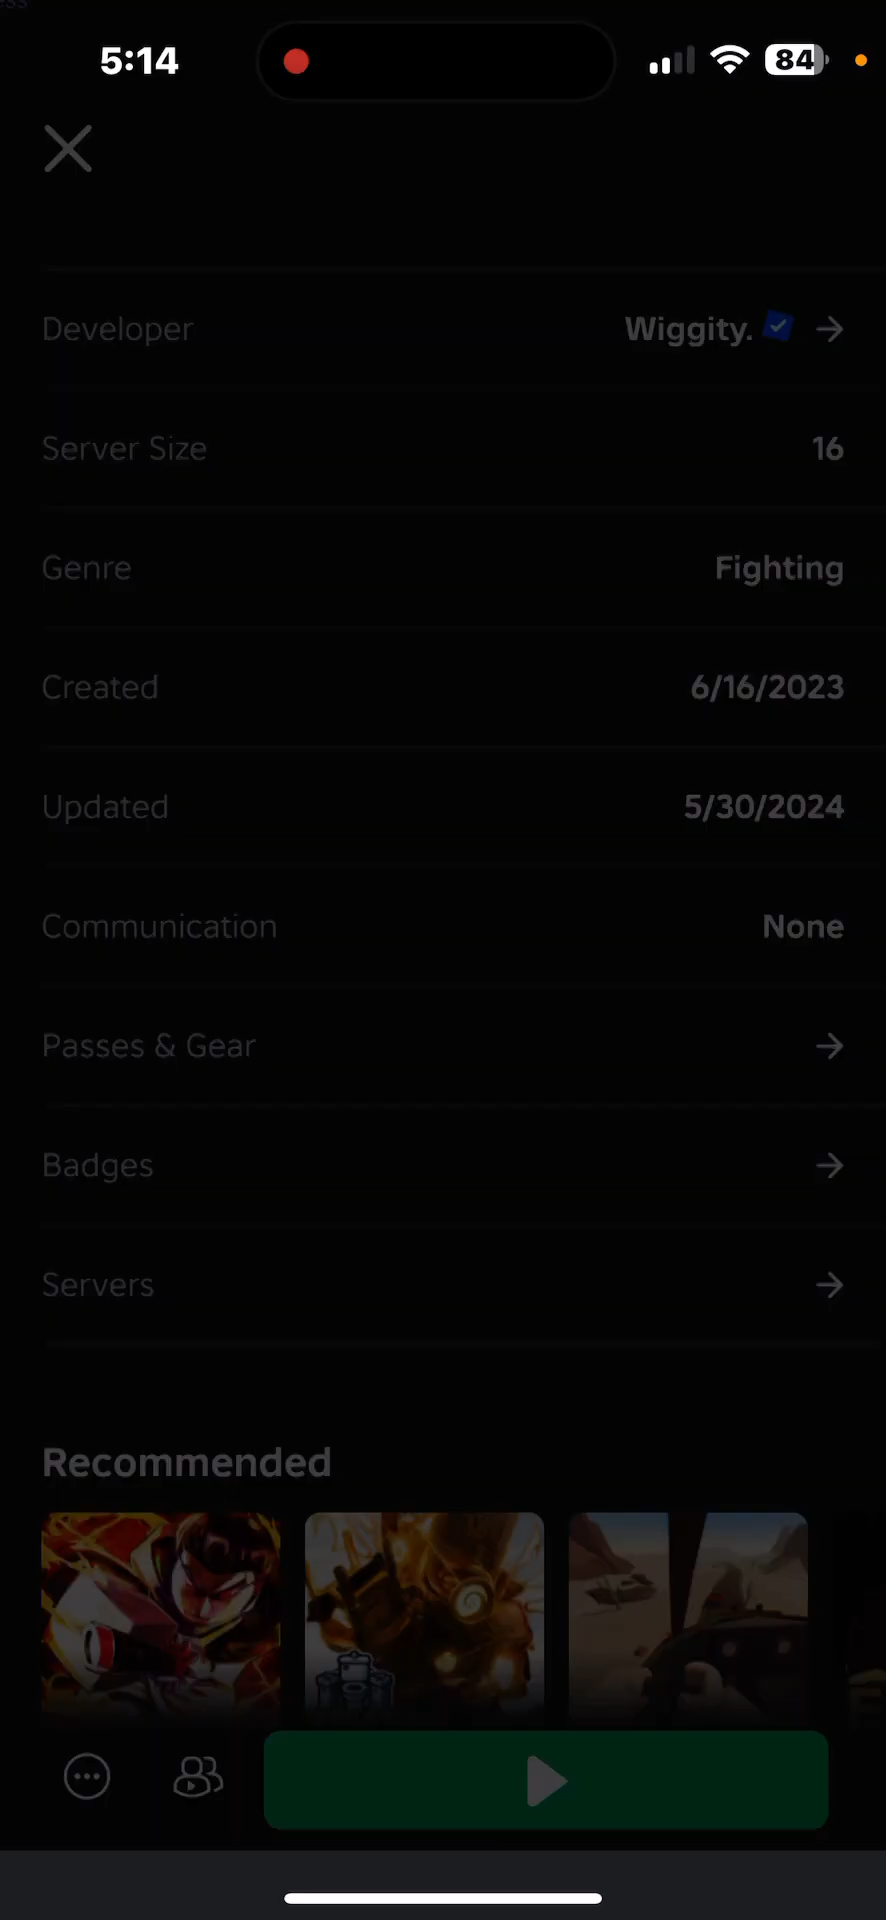 ess
5:14 84
Developer Wiggity.
Server Size 16
Genre Fighting
Created 6/16/2023
Updated 5/30/2024
Communication None
Passes & Gear
Badges
Servers
Recommended